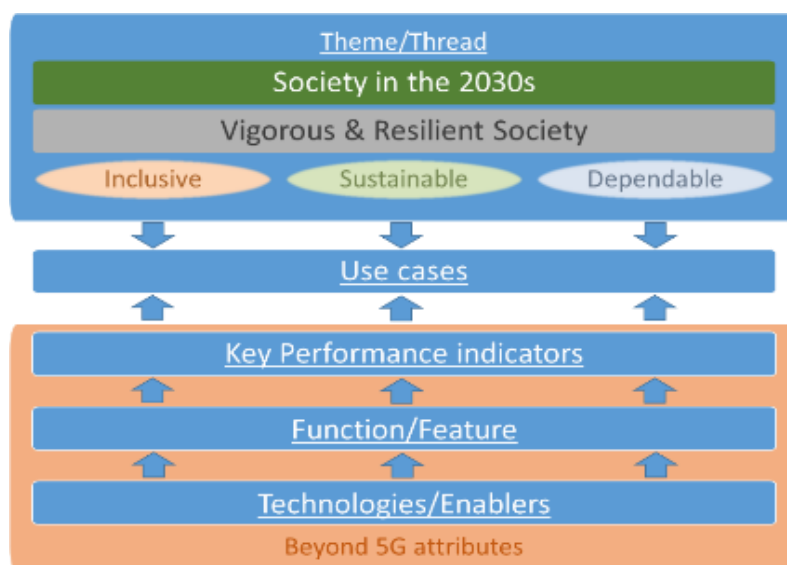 Theme/Thread
Society in the 2030s
Vigorous & Resilient Society
Inclusive
Sustainable
Dependable
Use cases
Key Performance indicators
Function/Feature
Technologies/Enablers
Beyond 5G attributes